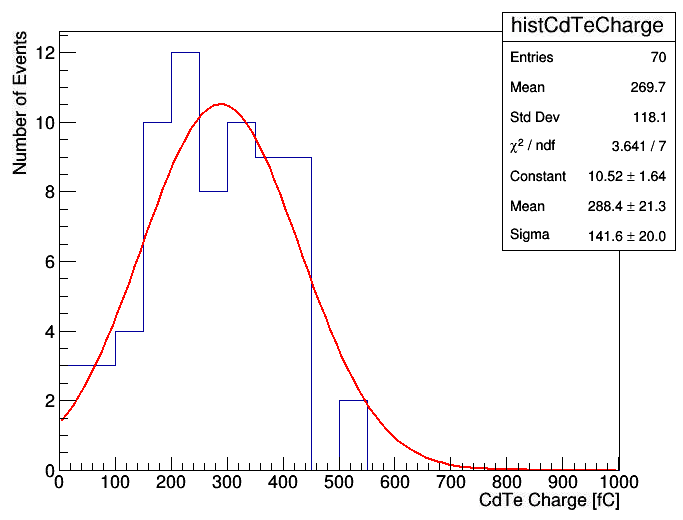 histCdTeCharge
Entries 70
Mean 269.7
Std Dev 118.1
χ² / ndf 3.641 / 7
Constant 10.52 ± 1.64
Mean 288.4 ± 21.3
Sigma 141.6 ± 20.0
Number of Events
12
10
8
6
4
2
0
0 100 200 300 400 500 600 700 800 900 1000
CdTe Charge [fC]